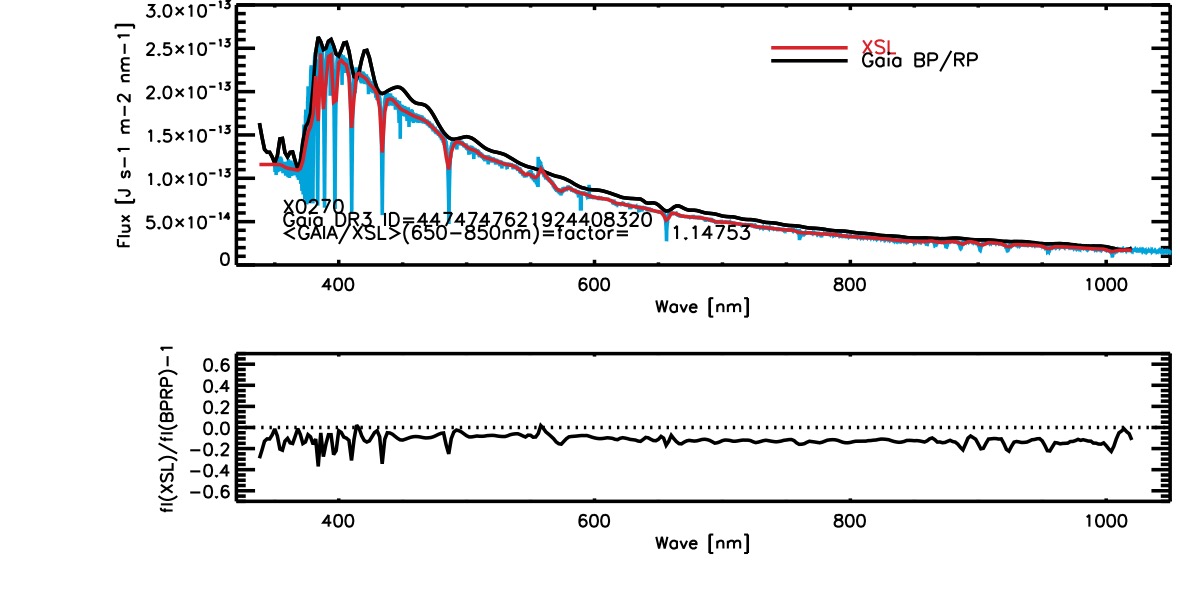 3.0×10⁻¹³
2.5×10⁻¹³
2.0×10⁻¹³
1.5×10⁻¹³
1.0×10⁻¹³
5.0×10⁻¹⁴
0
Flux [J s-1 m-2 nm-1]
XSL
Gaia BP/RP
X0270
Gaia DR3 ID=4474747621924408320
<GAIA/XSL>(650-850nm)=factor= 1.14753
400 600 800 1000
Wave [nm]
0.6
0.4
0.2
0.0
-0.2
-0.4
-0.6
fl(XSL)/fl(BPRP)-1
400 600 800 1000
Wave [nm]